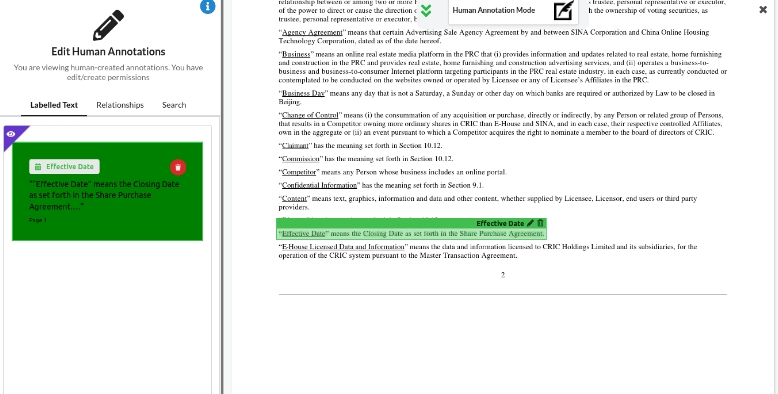 Edit Human Annotations
You are viewing human-created annotations. You have
edit/create permissions
Labelled Text
Relationships
Search
Effective Date
"“Effective Date” means the Closing Date
as set forth in the Share Purchase
Agreement...."
Page 1
Human Annotation Mode
relationship between or among two or more
of the power to direct or cause the direction
trustee, personal representative or executor,
trustee, personal representative or executor,
h the ownership of voting securities, as
“Agency Agreement” means that certain Advertising Sale Agency Agreement by and between SINA Corporation and China Online Housing
Technology Corporation, dated as of the date hereof.
“Business” means an online real estate media platform in the PRC that (i) provides information and updates related to real estate, home furnishing
and construction in the PRC and provides real estate, home furnishing and construction advertising services, and (ii) operates a business-to-
business and business-to-consumer Internet platform targeting participants in the PRC real estate industry, in each case, as currently conducted or
contemplated to be conducted on the websites owned or operated by Licensee or any of Licensee’s Affiliates in the PRC.
“Business Day” means any day that is not a Saturday, a Sunday or other day on which banks are required or authorized by Law to be closed in
Beijing.
“Change of Control” means (i) the consummation of any acquisition or purchase, directly or indirectly, by any Person or related group of Persons,
that results in a Competitor owning more ordinary shares in CRIC than E-House and SINA, and in each case, their respective controlled Affiliates,
own in the aggregate or (ii) an event pursuant to which a Competitor acquires the right to nominate a member to the board of directors of CRIC.
“Claimant” has the meaning set forth in Section 10.12.
“Commission” has the meaning set forth in Section 10.12.
“Competitor” means any Person whose business includes an online portal.
“Confidential Information” has the meaning set forth in Section 9.1.
“Content” means text, graphics, information and data and other content, whether supplied by Licensee, Licensor, end users or third party
providers.
Effective Date
“Effective Date” means the Closing Date as set forth in the Share Purchase Agreement.
“E-House Licensed Data and Information” means the data and information licensed to CRIC Holdings Limited and its subsidiaries, for the
operation of the CRIC system pursuant to the Master Transaction Agreement.
2